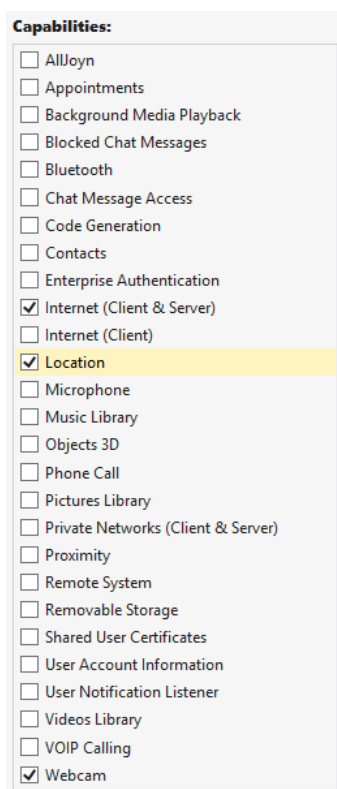 Capabilities:
AllJoyn
Appointments
Background Media Playback
Blocked Chat Messages
Bluetooth
Chat Message Access
Code Generation
Contacts
Enterprise Authentication
Internet (Client & Server)
Internet (Client)
Location
Microphone
Music Library
Objects 3D
Phone Call
Pictures Library
Private Networks (Client & Server)
Proximity
Remote System
Removable Storage
Shared User Certificates
User Account Information
User Notification Listener
Videos Library
VOIP Calling
Webcam